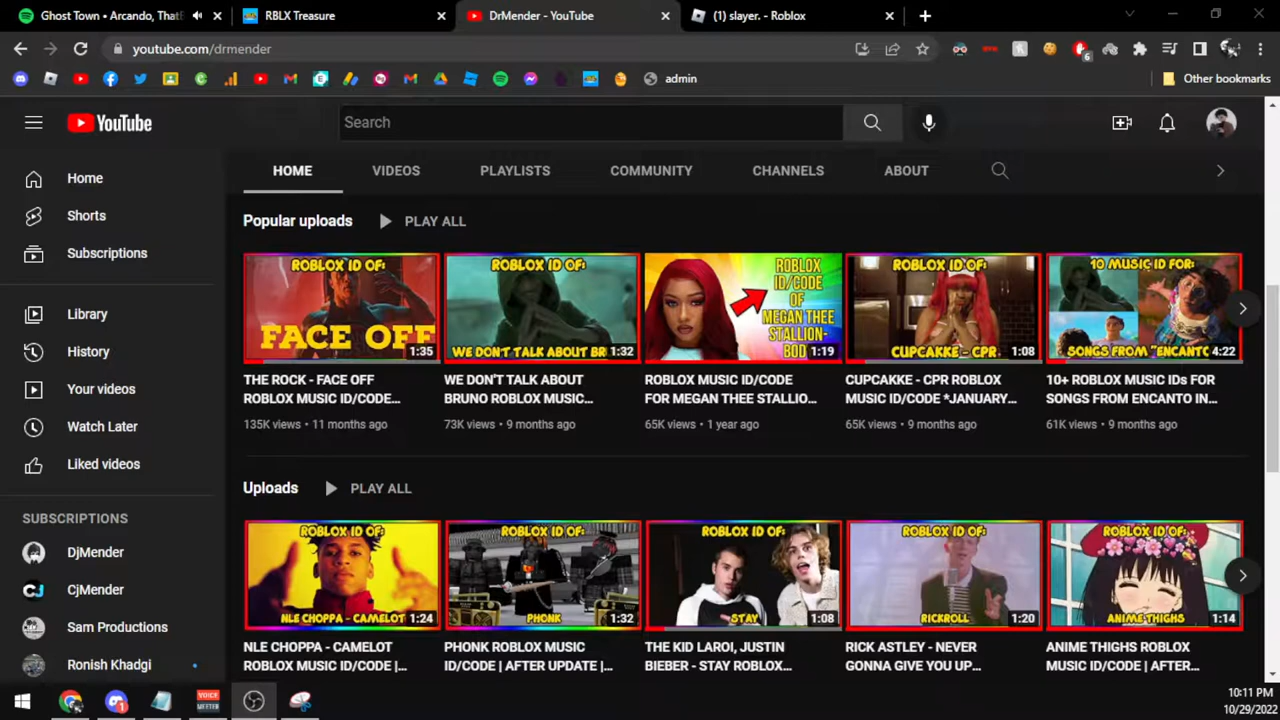 Ghost Town • Arcando, ThatB
RBLX Treasure
DrMender - YouTube
(1) slayer. - Roblox
youtube.com/drmender
6
admin
Other bookmarks
YouTube
Search
HOME
VIDEOS
PLAYLISTS
COMMUNITY
CHANNELS
ABOUT
Home
Shorts
Subscriptions
Library
History
Your videos
Watch Later
Liked videos
SUBSCRIPTIONS
DjMender
CjMender
Sam Productions
Ronish Khadgi
Popular uploads
PLAY ALL
ROBLOX ID OF:
FACE OFF
1:35
ROBLOX ID OF:
WE DON'T TALK ABOUT BR
1:32
ROBLOX
ID/CODE
OF
MEGAN THEE
STALLION-
BOD
1:19
ROBLOX ID OF:
CUPCAKKE - CPR
1:08
10 MUSIC ID FOR:
SONGS FROM "ENCANTO
4:22
THE ROCK - FACE OFF
ROBLOX MUSIC ID/CODE...
135K views • 11 months ago
WE DON'T TALK ABOUT
BRUNO ROBLOX MUSIC...
73K views • 9 months ago
ROBLOX MUSIC ID/CODE
FOR MEGAN THEE STALLIO...
65K views • 1 year ago
CUPCAKKE - CPR ROBLOX
MUSIC ID/CODE *JANUARY...
65K views • 9 months ago
10+ ROBLOX MUSIC IDs FOR
SONGS FROM ENCANTO IN...
61K views • 9 months ago
Uploads
PLAY ALL
ROBLOX ID OF:
NLE CHOPPA - CAMELOT
1:24
ROBLOX ID OF:
PHONK
1:32
ROBLOX ID OF:
STAY
1:08
ROBLOX ID OF:
RICKROLL
1:20
ROBLOX ID OF:
ANIME THIGHS
1:14
NLE CHOPPA - CAMELOT
ROBLOX MUSIC ID/CODE |...
PHONK ROBLOX MUSIC
ID/CODE | AFTER UPDATE |...
THE KID LAROI, JUSTIN
BIEBER - STAY ROBLOX...
RICK ASTLEY - NEVER
GONNA GIVE YOU UP...
ANIME THIGHS ROBLOX
MUSIC ID/CODE | AFTER...
1
VOICE
MEETER
10:11 PM
10/29/2022